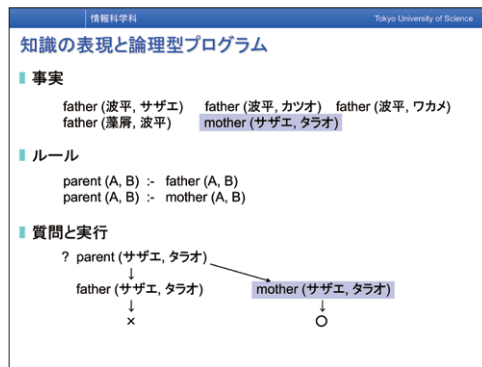 情報科学科 Tokyo University of Science
知識の表現と論理型プログラム
事実
father (波平, サザエ) father (波平, カツオ) father (波平, ワカメ)
father (藻屑, 波平) mother (サザエ, タラオ)
ルール
parent (A, B) :- father (A, B)
parent (A, B) :- mother (A, B)
質問と実行
? parent (サザエ, タラオ)
↓
father (サザエ, タラオ) mother (サザエ, タラオ)
↓ ↓
× ○